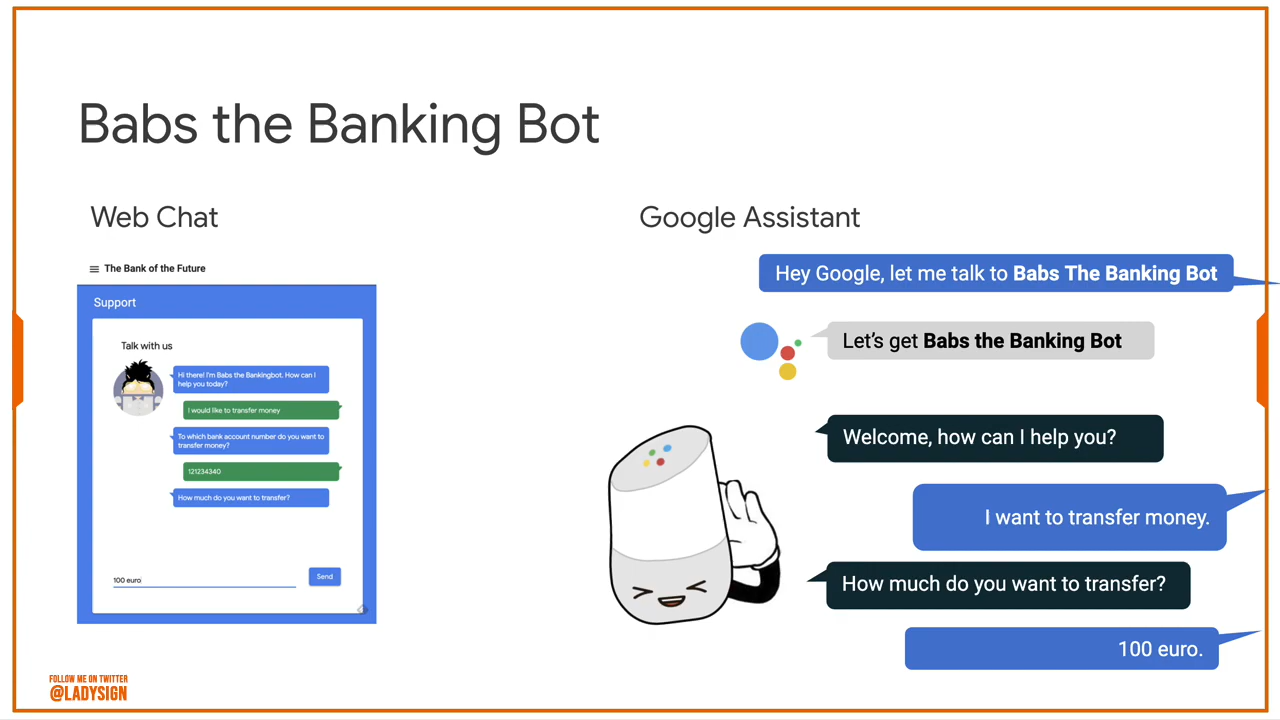 Babs the Banking Bot
Web Chat
The Bank of the Future
Support
Talk with us
Hi there! I'm Babs the Bankingbot. How can I
help you today?
I would like to transfer money
To which bank account number do you want to
transfer money?
121234340
How much do you want to transfer?
100 euro
Send
Google Assistant
Hey Google, let me talk to Babs The Banking Bot
Let's get Babs the Banking Bot
Welcome, how can I help you?
I want to transfer money.
How much do you want to transfer?
100 euro.
FOLLOW ME ON TWITTER
@LADYSIGN